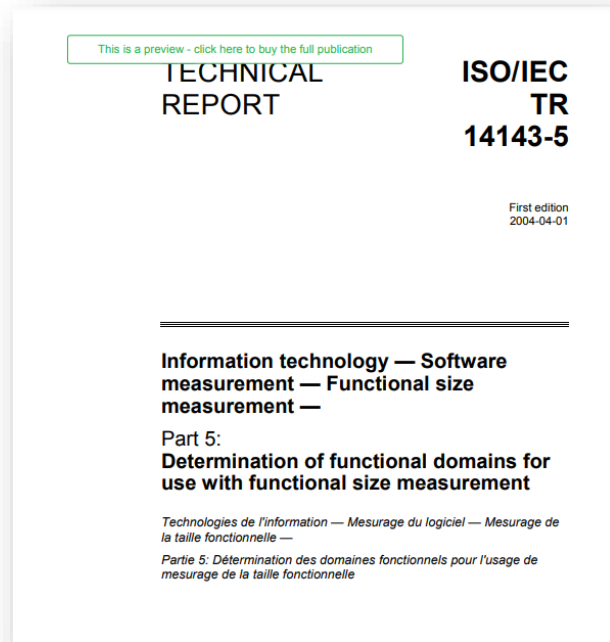 This is a preview - click here to buy the full publication
TECHNICAL
REPORT
ISO/IEC
TR
14143-5
First edition
2004-04-01
Information technology — Software
measurement — Functional size
measurement —
Part 5:
Determination of functional domains for
use with functional size measurement
Technologies de l'information — Mesurage du logiciel — Mesurage de
la taille fonctionnelle —
Partie 5: Détermination des domaines fonctionnels pour l'usage de
mesurage de la taille fonctionnelle